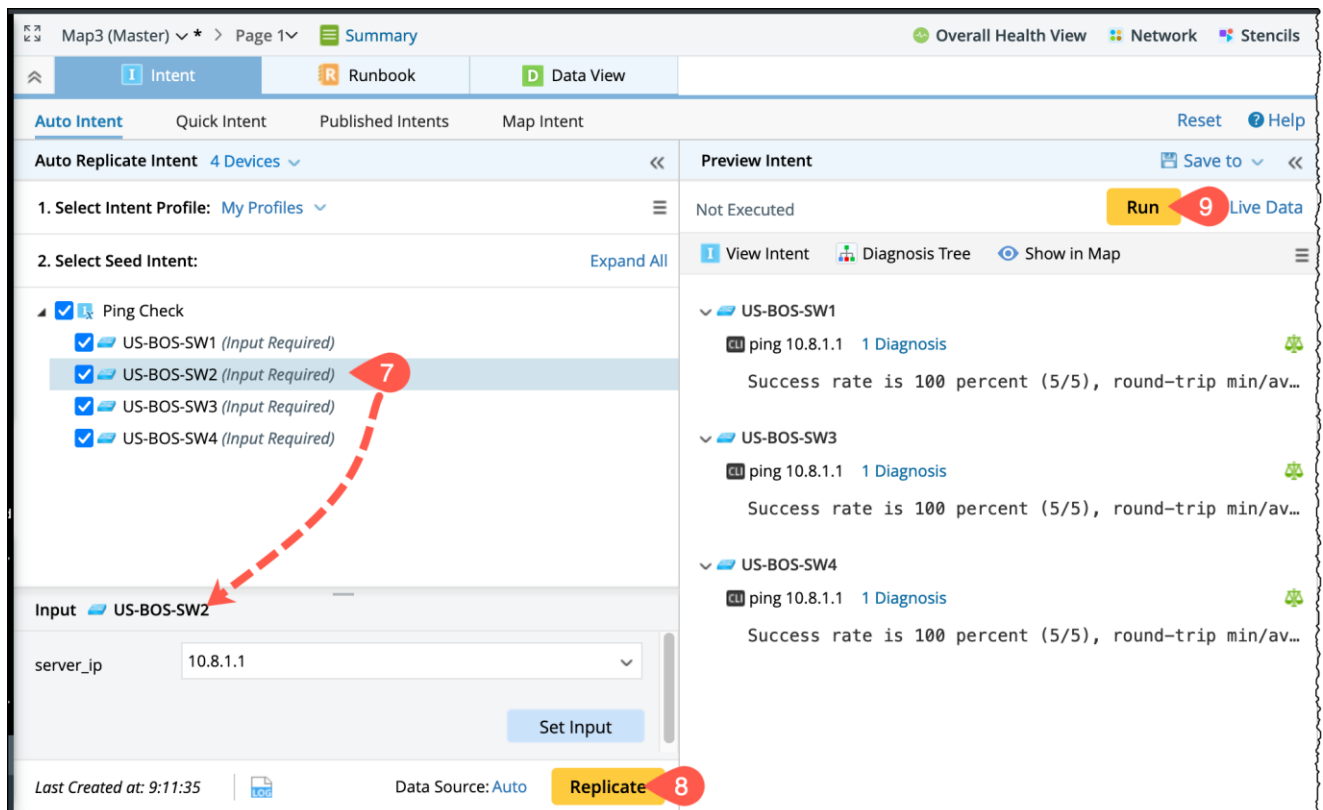 Map3 (Master) * > Page 1 Summary Overall Health View Network Stencils
I Intent R Runbook D Data View
Auto Intent Quick Intent Published Intents Map Intent Reset ? Help
Auto Replicate Intent 4 Devices
1. Select Intent Profile: My Profiles
2. Select Seed Intent: Expand All
Ping Check
US-BOS-SW1 (Input Required)
US-BOS-SW2 (Input Required) 7
US-BOS-SW3 (Input Required)
US-BOS-SW4 (Input Required)
Input US-BOS-SW2
server_ip 10.8.1.1
Set Input
Last Created at: 9:11:35 LOG Data Source: Auto Replicate 8
Preview Intent Save to
Not Executed Run 9 Live Data
I View Intent Diagnosis Tree Show in Map
US-BOS-SW1
CLI ping 10.8.1.1 1 Diagnosis
Success rate is 100 percent (5/5), round-trip min/av…
US-BOS-SW3
CLI ping 10.8.1.1 1 Diagnosis
Success rate is 100 percent (5/5), round-trip min/av…
US-BOS-SW4
CLI ping 10.8.1.1 1 Diagnosis
Success rate is 100 percent (5/5), round-trip min/av…